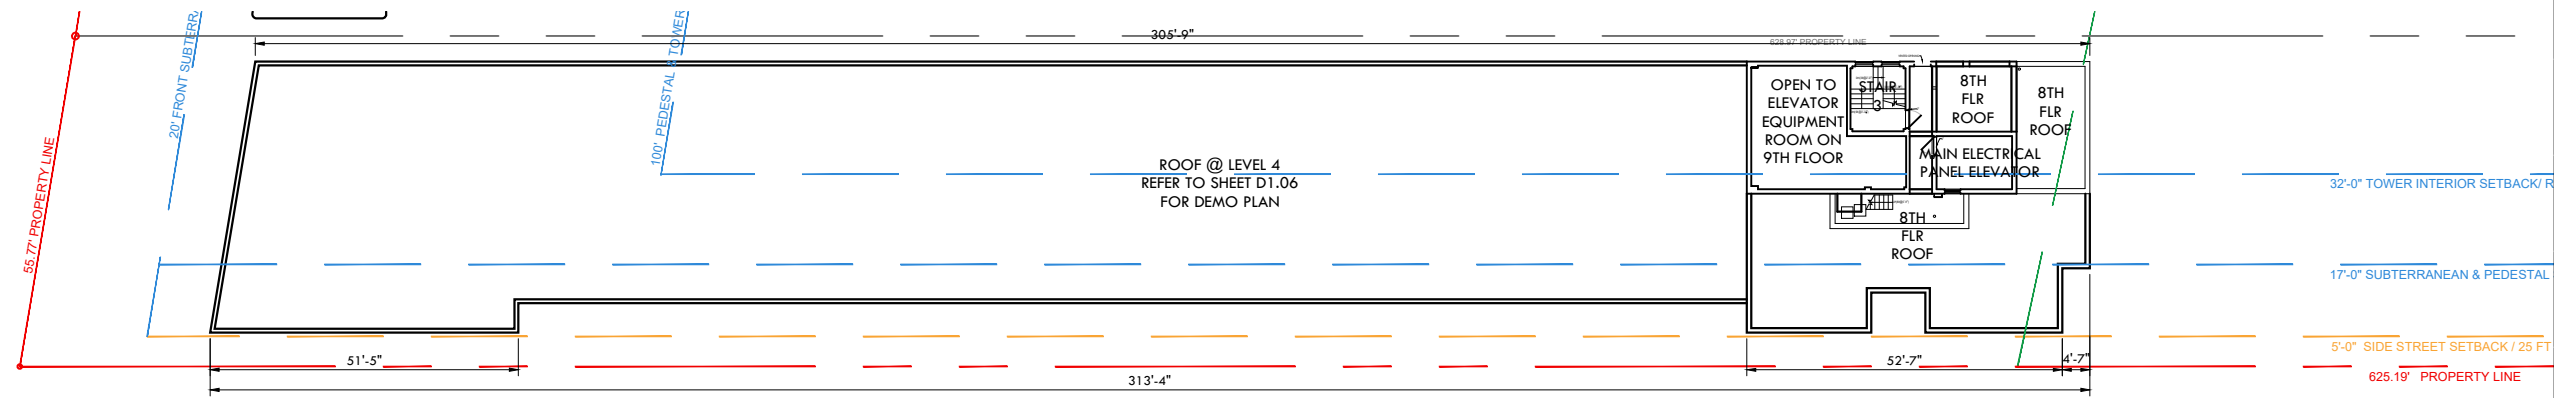 305'-9"
628.97' PROPERTY LINE
20' FRONT SUBTERRA
100' PEDESTAL & TOWER
55.77' PROPERTY LINE
OPEN TO
ELEVATOR
EQUIPMENT
ROOM ON
9TH FLOOR
STAIR
3
8TH
FLR
ROOF
8TH
FLR
ROOF
MAIN ELECTRICAL
PANEL ELEVATOR
ROOF @ LEVEL 4
REFER TO SHEET D1.06
FOR DEMO PLAN
32'-0" TOWER INTERIOR SETBACK/ R
8TH
FLR
ROOF
17'-0" SUBTERRANEAN & PEDESTAL
5'-0" SIDE STREET SETBACK / 25 FT
51'-5"
52'-7"
4'-7"
313'-4"
625.19' PROPERTY LINE